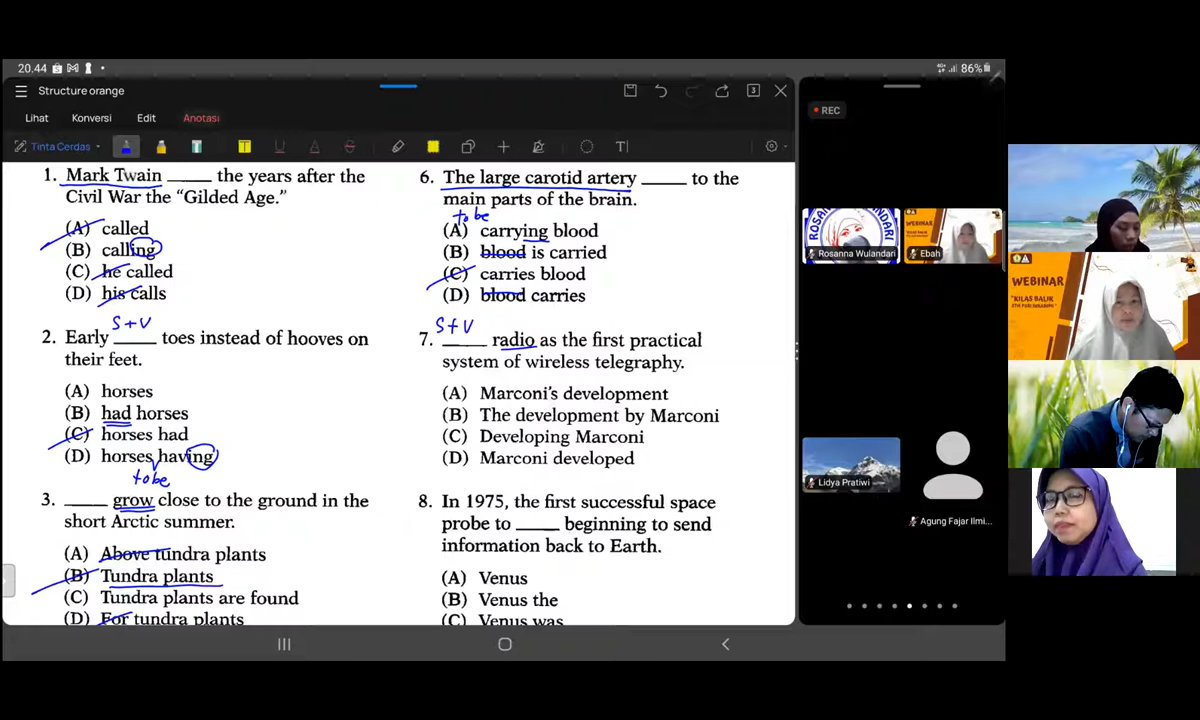 20.44
86%
Structure orange
3
Lihat
Konversi
Edit
Anotasi
Tinta Cerdas
T
REC
1. Mark Twain _____ the years after the
Civil War the “Gilded Age.”
(A) called
(B) calling
(C) he called
(D) his calls
S+V
2. Early _____ toes instead of hooves on
their feet.
(A) horses
(B) had horses
(C) horses had
(D) horses having
to be
3. _____ grow close to the ground in the
short Arctic summer.
(A) Above tundra plants
(B) Tundra plants
(C) Tundra plants are found
(D) For tundra plants
6. The large carotid artery _____ to the
main parts of the brain.
to be
(A) carrying blood
(B) blood is carried
(C) carries blood
(D) blood carries
S+V
7. _____ radio as the first practical
system of wireless telegraphy.
(A) Marconi’s development
(B) The development by Marconi
(C) Developing Marconi
(D) Marconi developed
8. In 1975, the first successful space
probe to _____ beginning to send
information back to Earth.
(A) Venus
(B) Venus the
(C) Venus was
Rosanna Wulandari
Ebah
Lidya Pratiwi
Agung Fajar Ilmi...
WEBINAR
"KILAS BALIK